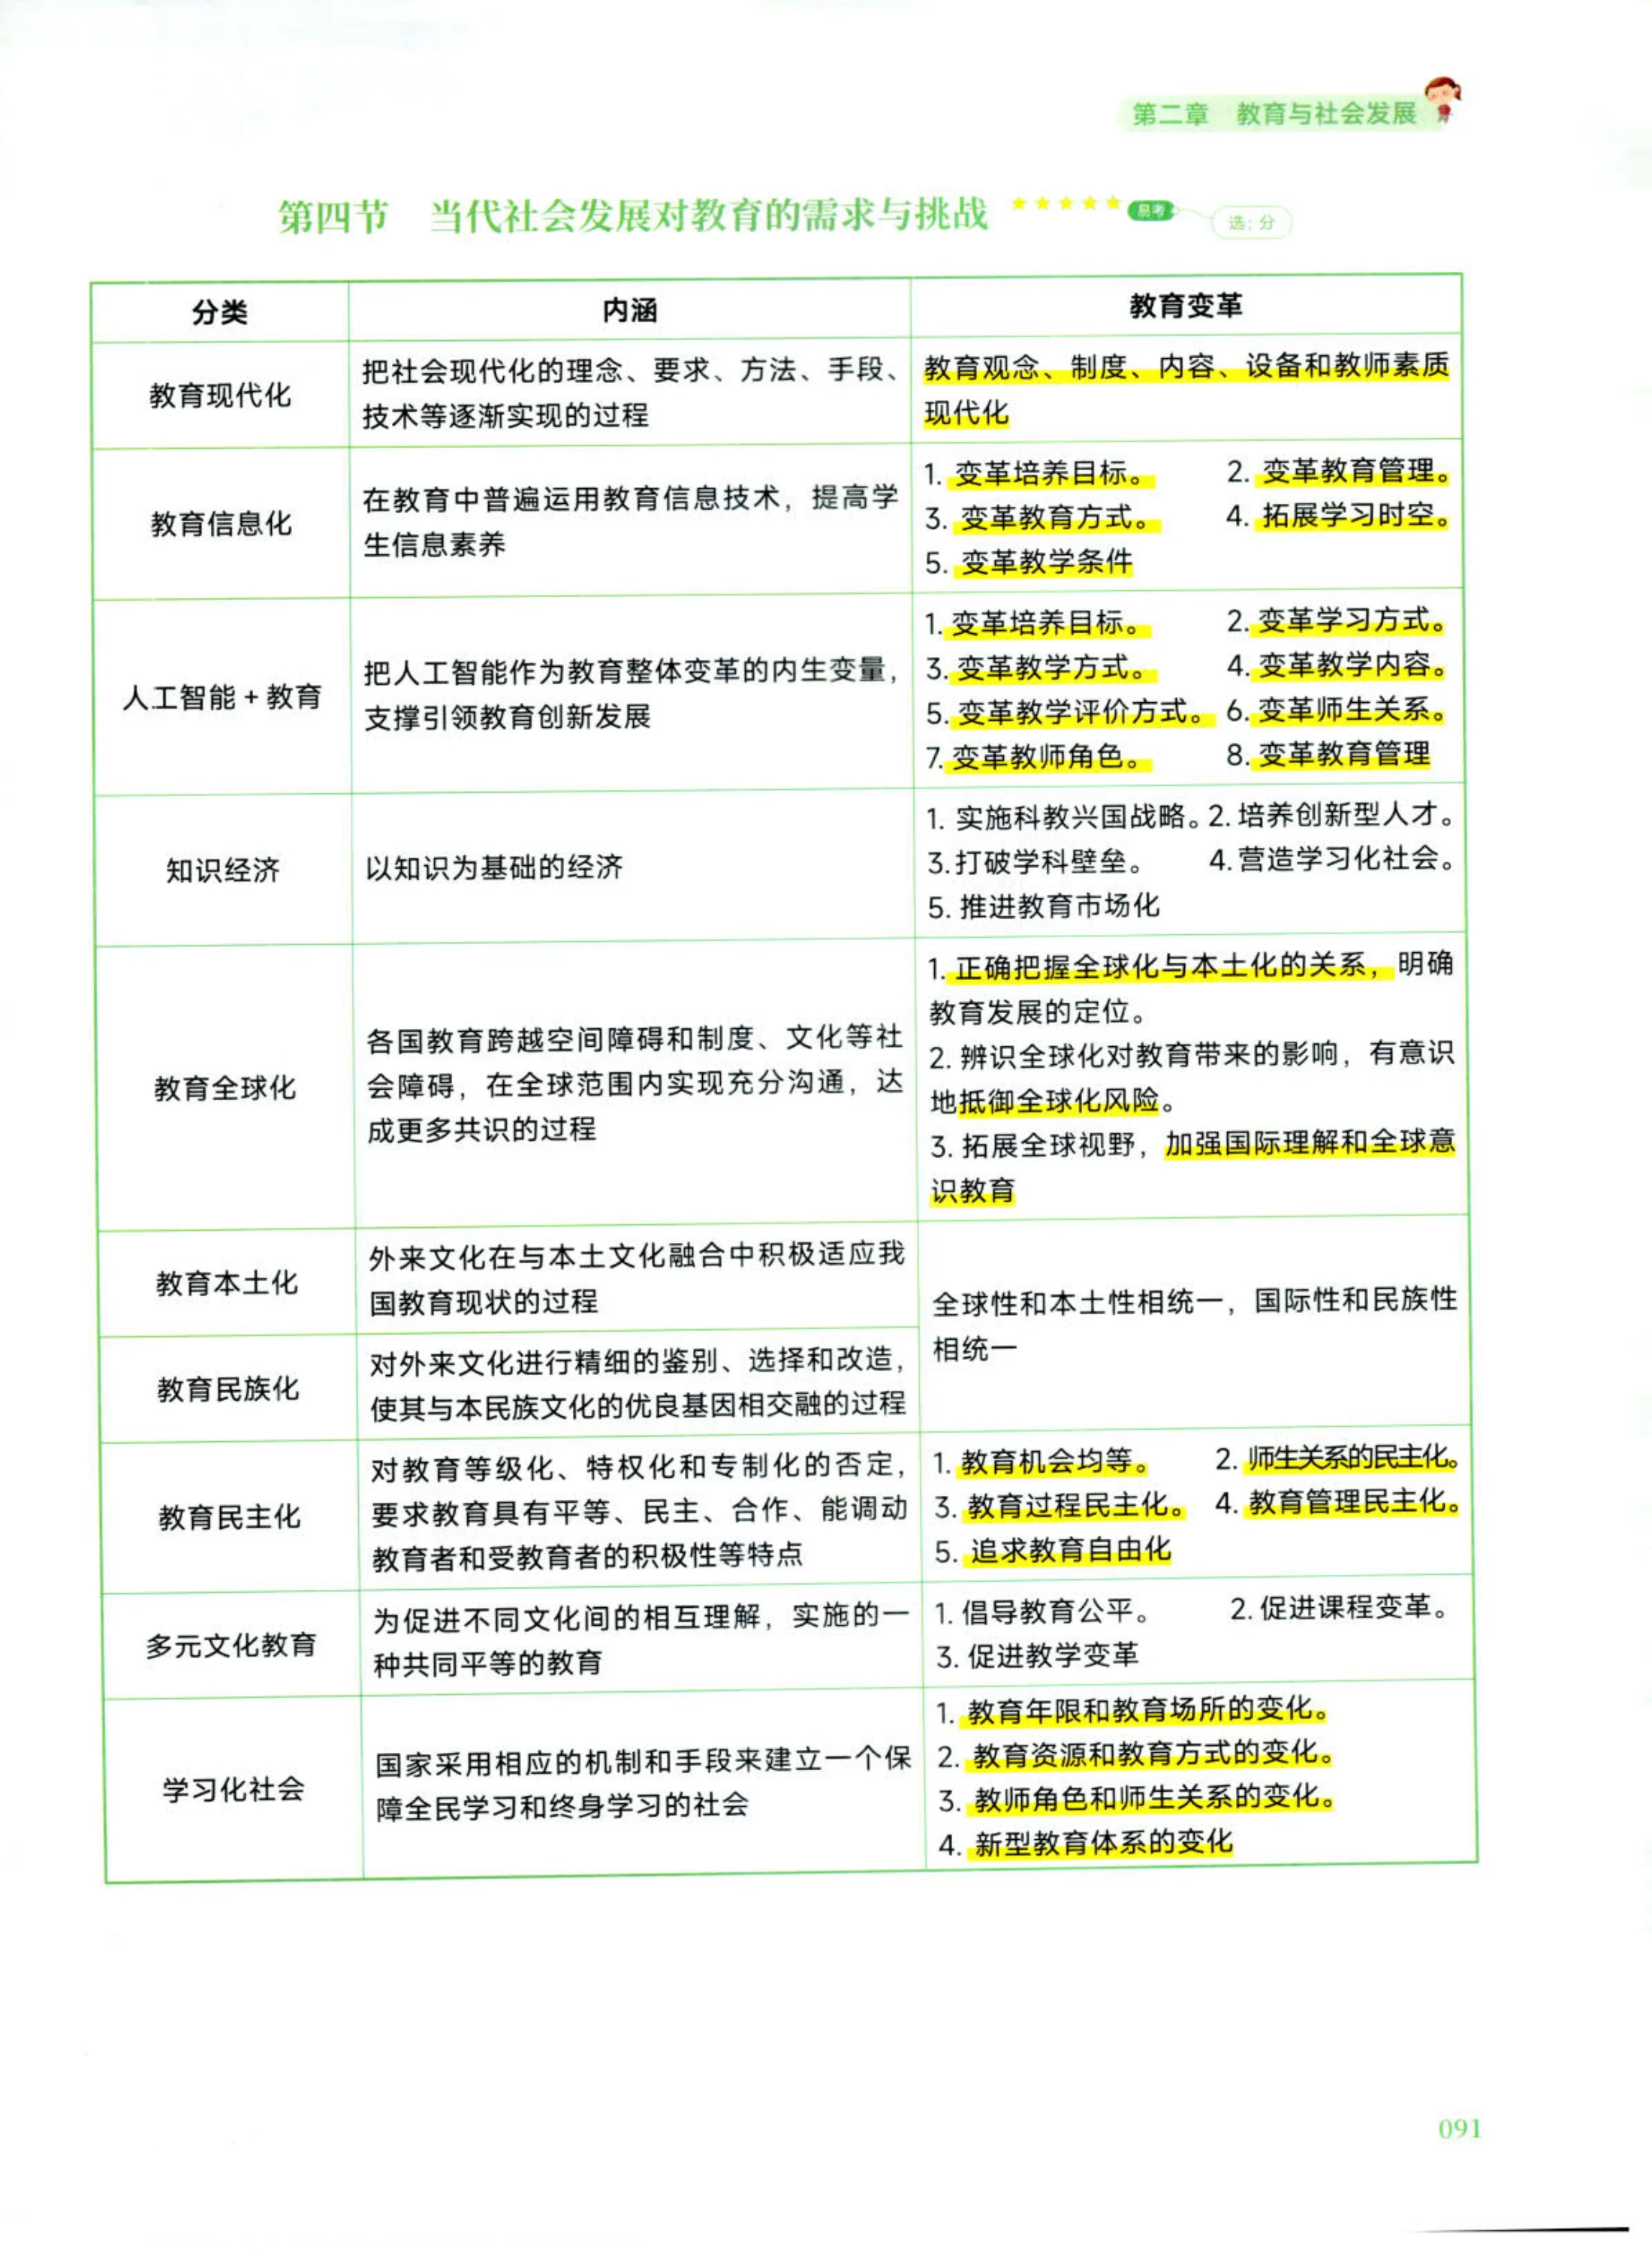 第二章 教育与社会发展
第四节 当代社会发展对教育的需求与挑战 ★★★★★ 易考 选;分
分类 内涵 教育变革
教育现代化
把社会现代化的理念、要求、方法、手段、
技术等逐渐实现的过程
教育观念、制度、内容、设备和教师素质
现代化
教育信息化
在教育中普遍运用教育信息技术，提高学
生信息素养
1. 变革培养目标。 2. 变革教育管理。
3. 变革教育方式。 4. 拓展学习时空。
5. 变革教学条件
人工智能+教育
把人工智能作为教育整体变革的内生变量，
支撑引领教育创新发展
1. 变革培养目标。 2. 变革学习方式。
3. 变革教学方式。 4. 变革教学内容。
5. 变革教学评价方式。 6. 变革师生关系。
7. 变革教师角色。 8. 变革教育管理
知识经济
以知识为基础的经济
1. 实施科教兴国战略。2. 培养创新型人才。
3. 打破学科壁垒。 4. 营造学习化社会。
5. 推进教育市场化
教育全球化
各国教育跨越空间障碍和制度、文化等社
会障碍，在全球范围内实现充分沟通，达
成更多共识的过程
1. 正确把握全球化与本土化的关系，明确
教育发展的定位。
2. 辨识全球化对教育带来的影响，有意识
地抵御全球化风险。
3. 拓展全球视野，加强国际理解和全球意
识教育
教育本土化
外来文化在与本土文化融合中积极适应我
国教育现状的过程
全球性和本土性相统一，国际性和民族性
相统一
教育民族化
对外来文化进行精细的鉴别、选择和改造，
使其与本民族文化的优良基因相交融的过程
教育民主化
对教育等级化、特权化和专制化的否定，
要求教育具有平等、民主、合作、能调动
教育者和受教育者的积极性等特点
1. 教育机会均等。 2. 师生关系的民主化。
3. 教育过程民主化。 4. 教育管理民主化。
5. 追求教育自由化
多元文化教育
为促进不同文化间的相互理解，实施的一
种共同平等的教育
1. 倡导教育公平。 2. 促进课程变革。
3. 促进教学变革
学习化社会
国家采用相应的机制和手段来建立一个保
障全民学习和终身学习的社会
1. 教育年限和教育场所的变化。
2. 教育资源和教育方式的变化。
3. 教师角色和师生关系的变化。
4. 新型教育体系的变化
091